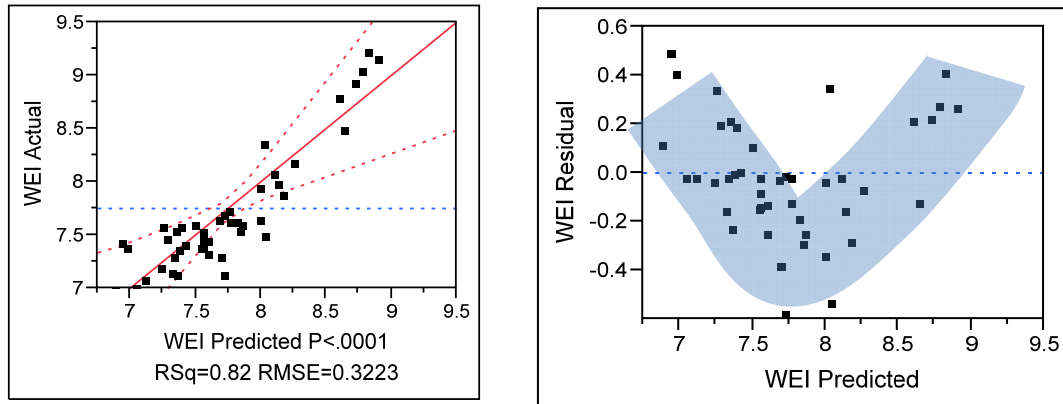 WEI Actual
9.5
9
8.5
8
7.5
7
7 7.5 8 8.5 9 9.5
WEI Predicted P<.0001
RSq=0.82 RMSE=0.3223
WEI Residual
0.6
0.4
0.2
0.0
-0.2
-0.4
7 7.5 8 8.5 9 9.5
WEI Predicted